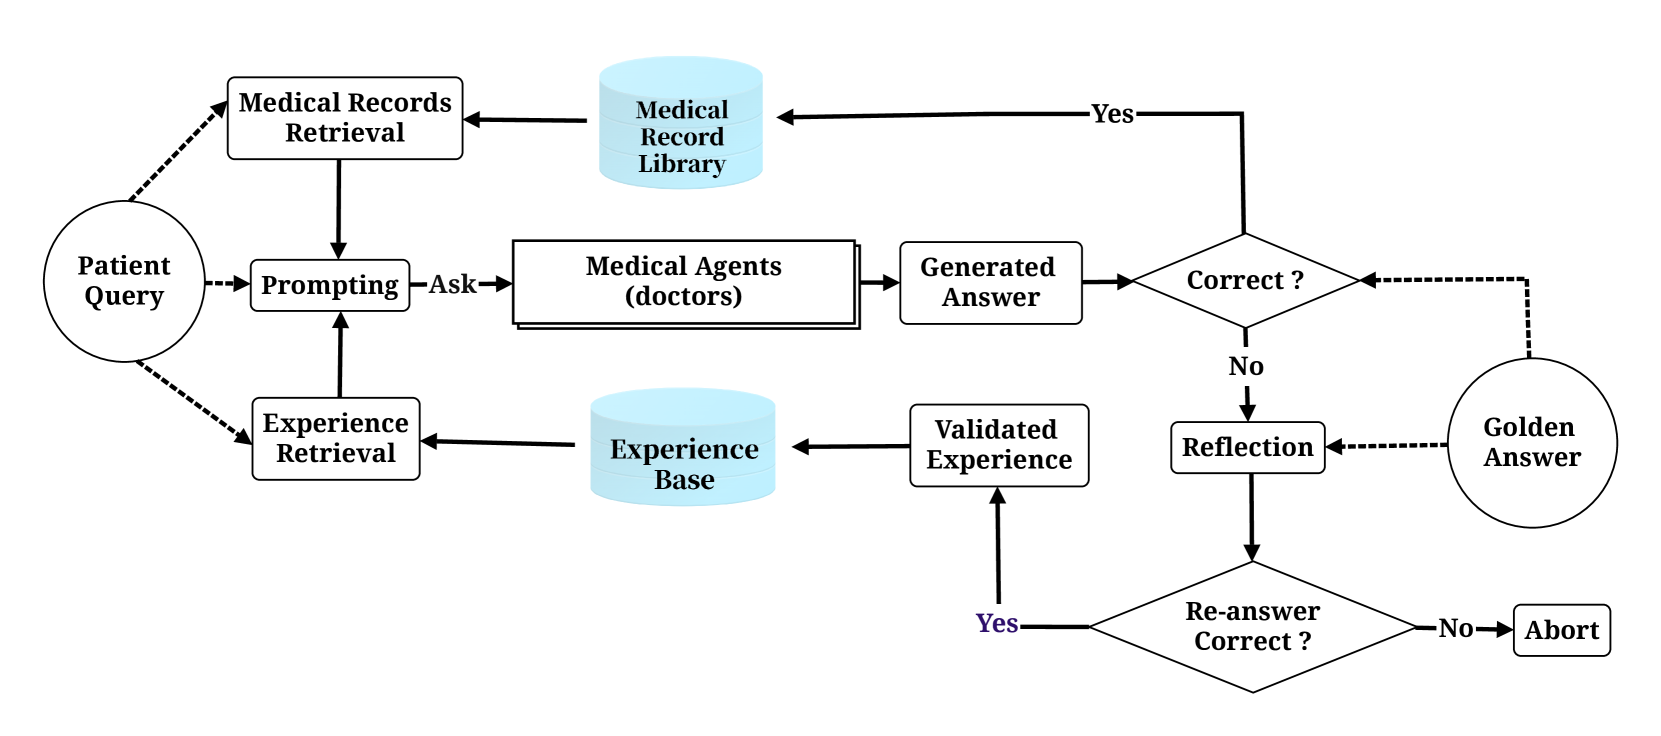 Medical Records
Retrieval
Medical
Record
Library
Yes
Patient
Query
Prompting
Ask
Medical Agents
(doctors)
Generated
Answer
Correct ?
No
Experience
Retrieval
Experience
Base
Validated
Experience
Reflection
Golden
Answer
Yes
Re-answer
Correct ?
No
Abort